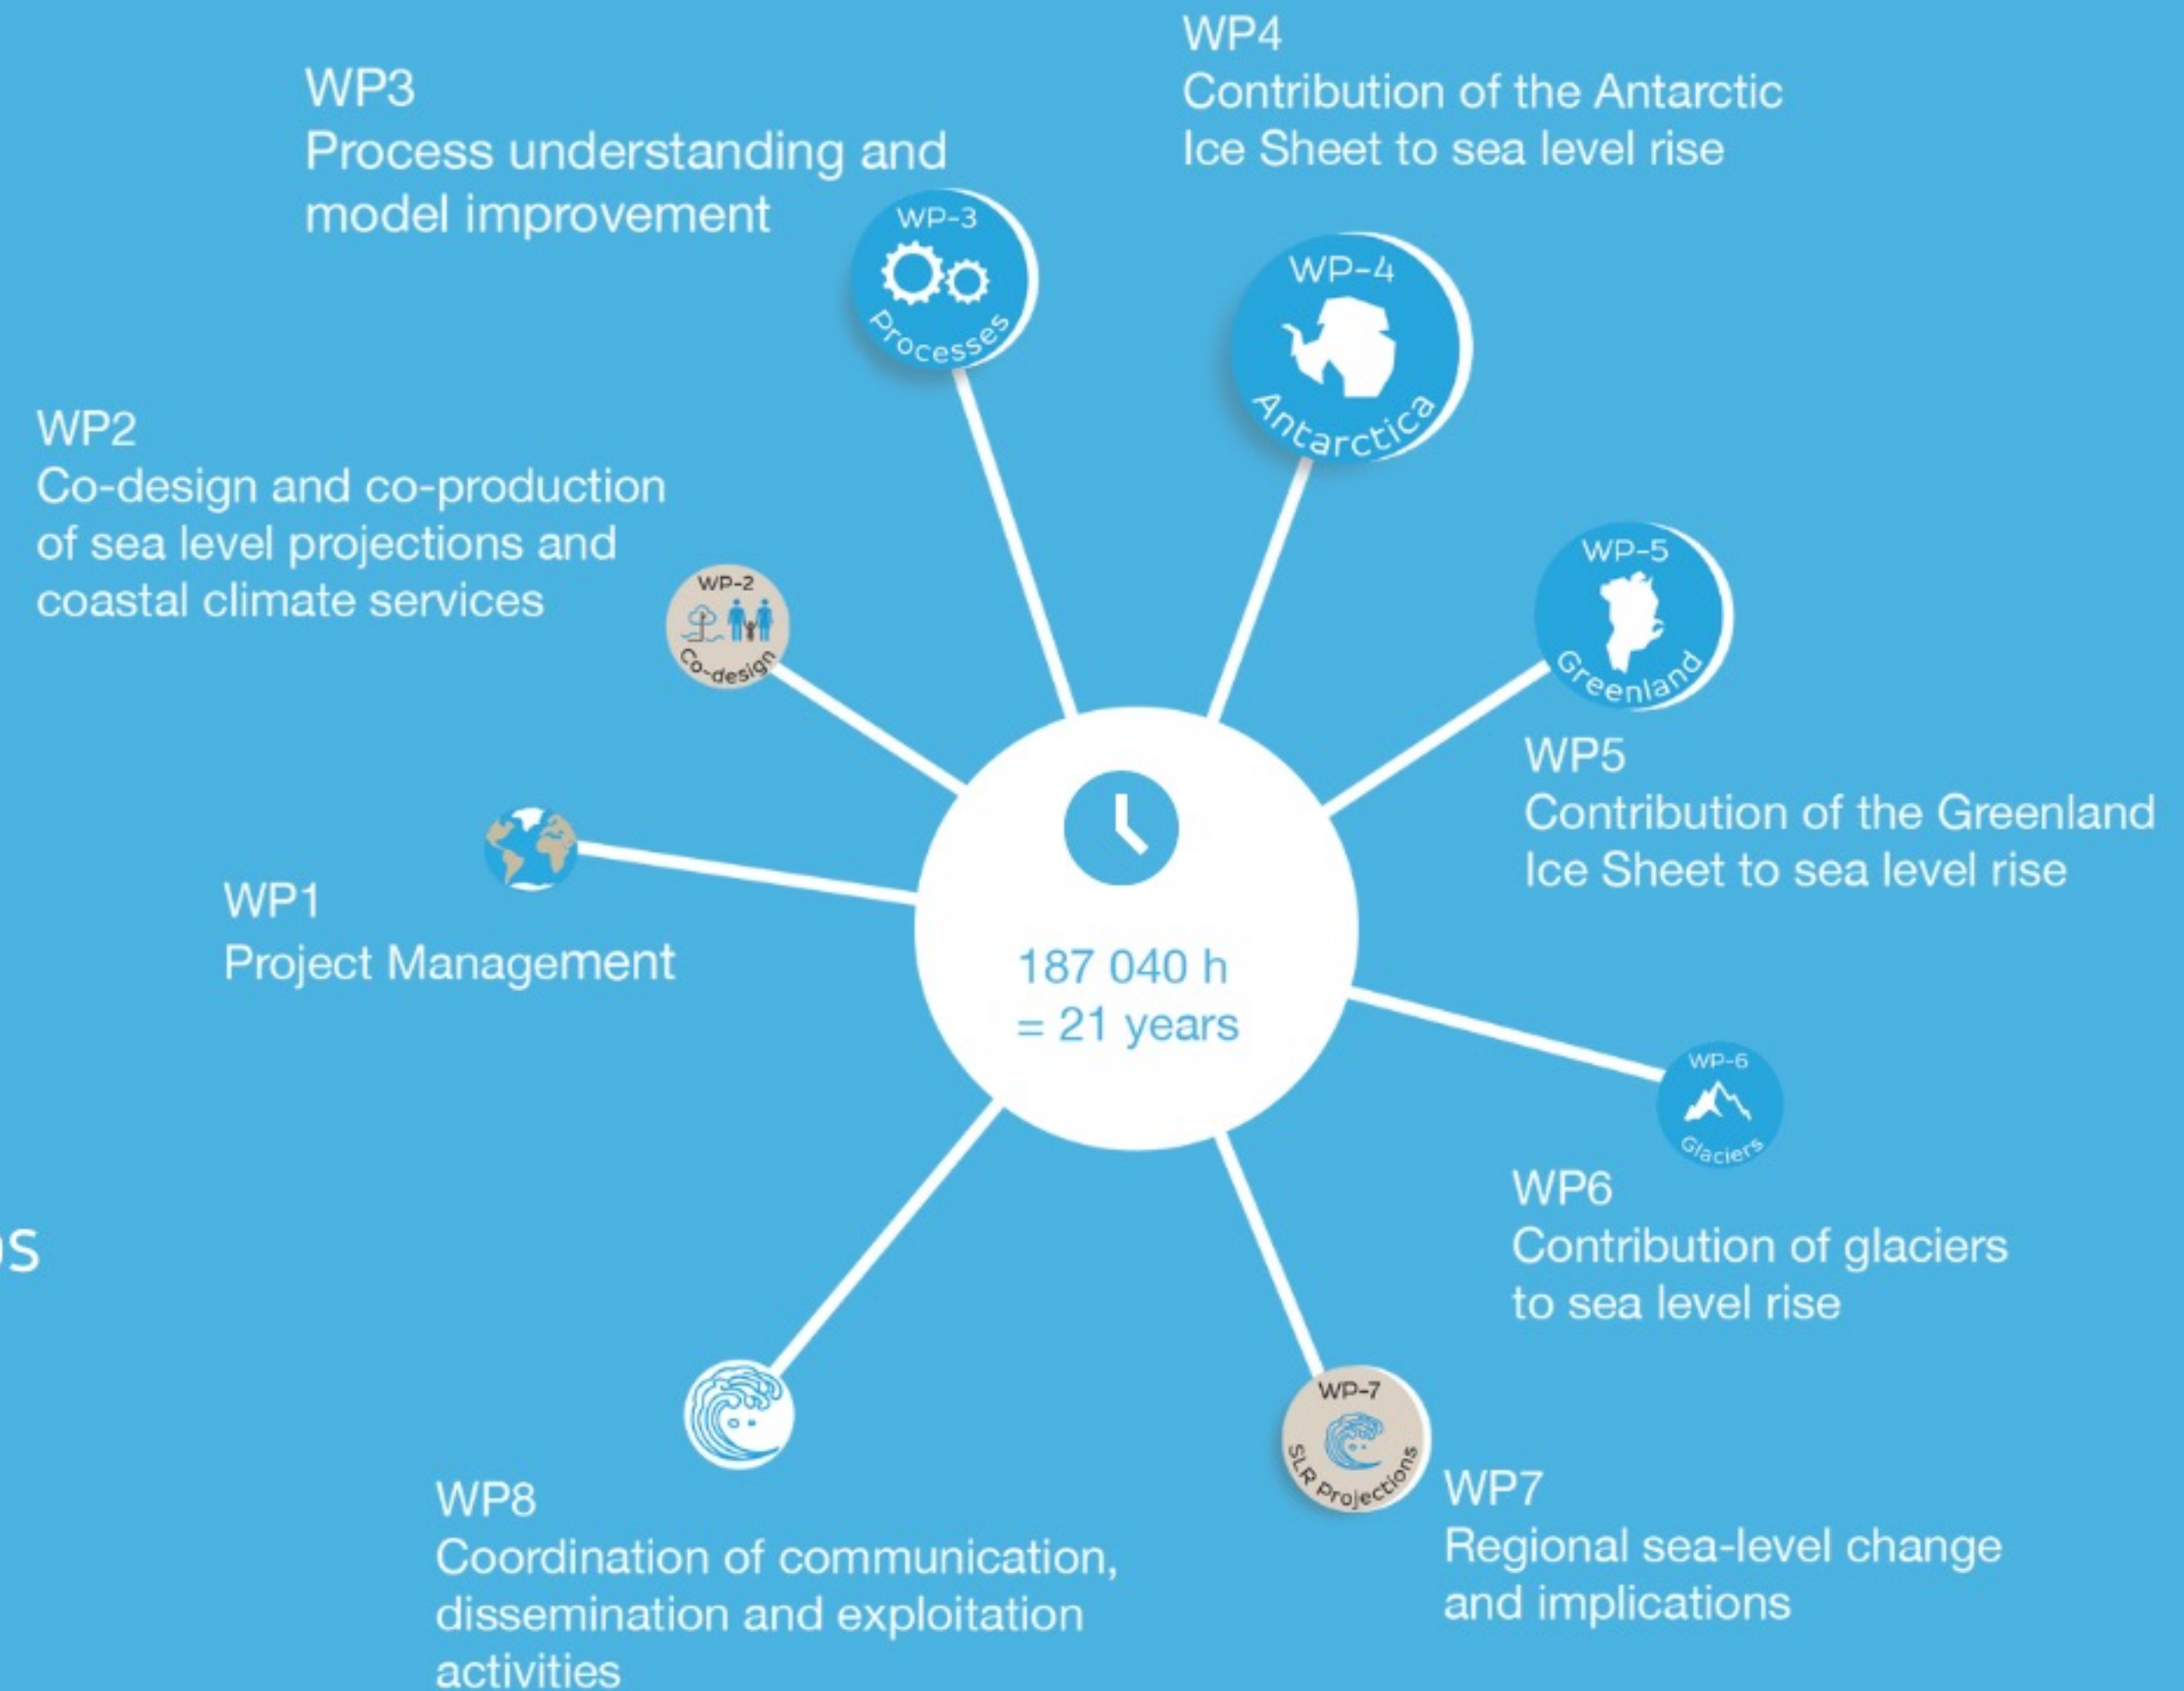 WP4
Contribution of the Antarctic
Ice Sheet to sea level rise
WP3
Process understanding and
model improvement
WP-3
Processes
WP-4
Antarctica
WP2
Co-design and co-production
of sea level projections and
coastal climate services
WP-2
Co-design
WP-5
Greenland
WP5
Contribution of the Greenland
Ice Sheet to sea level rise
WP1
Project Management
187 040 h
= 21 years
WP-6
Glaciers
WP6
Contribution of glaciers
to sea level rise
WP-7
SLR Projections
WP7
Regional sea-level change
and implications
WP8
Coordination of communication,
dissemination and exploitation
activities